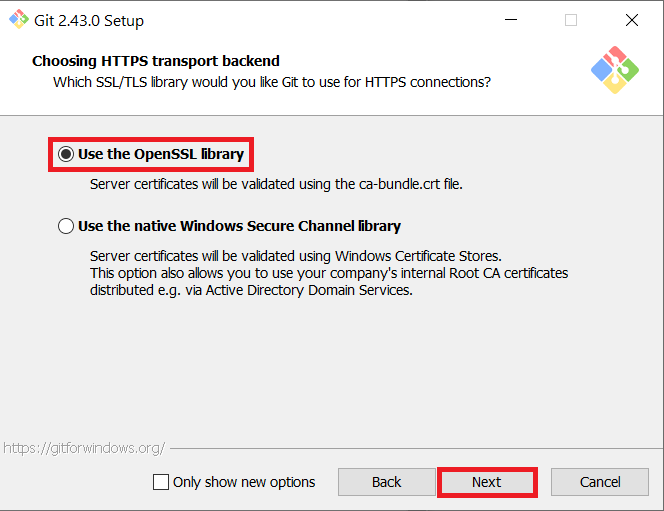 Git 2.43.0 Setup
Choosing HTTPS transport backend
Which SSL/TLS library would you like Git to use for HTTPS connections?
Use the OpenSSL library
Server certificates will be validated using the ca-bundle.crt file.
Use the native Windows Secure Channel library
Server certificates will be validated using Windows Certificate Stores.
This option also allows you to use your company's internal Root CA certificates
distributed e.g. via Active Directory Domain Services.
https://gitforwindows.org/
Only show new options
Back
Next
Cancel